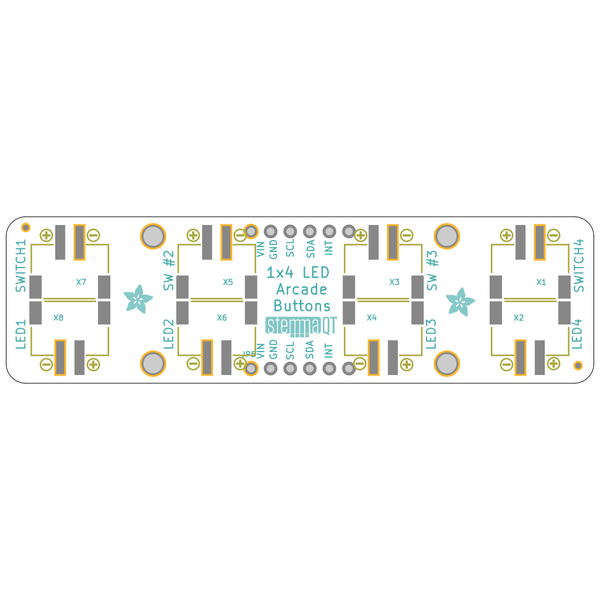 SWITCH1
X7
X8
LED1
SW #2
X5
X6
LED2
VIN
GND
SCL
SDA
INT
1x4 LED
Arcade
Buttons
stemma QT
VIN
GND
SCL
SDA
INT
X3
X4
SW #3
LED3
X1
X2
SWITCH4
LED4